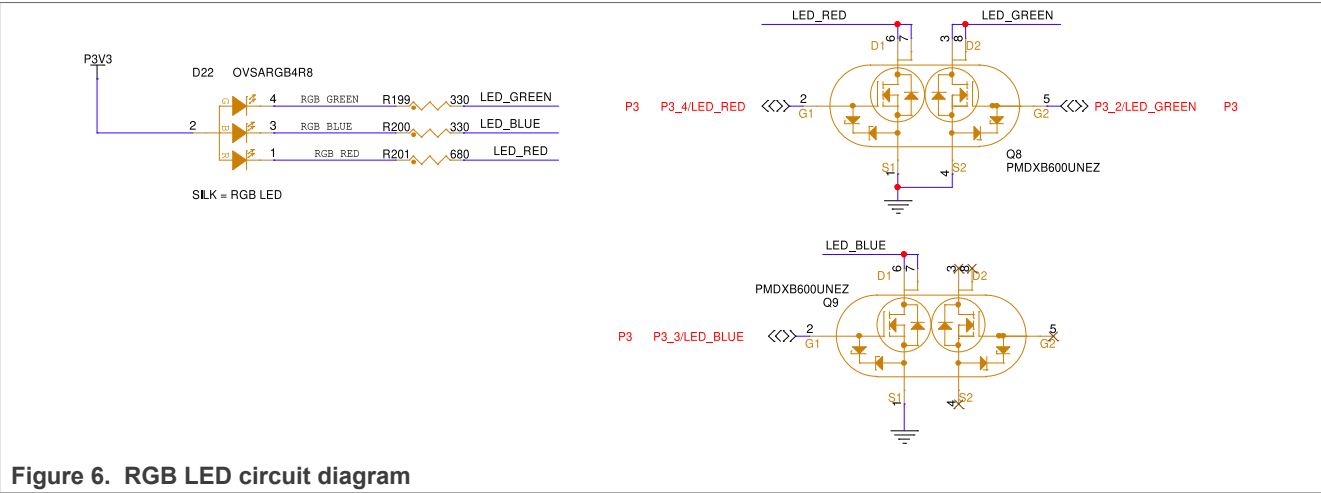 P3V3
D22 OVSARGB4R8
2
G
4 RGB GREEN R199 330 LED_GREEN
B
3 RGB BLUE R200 330 LED_BLUE
R
1 RGB RED R201 680 LED_RED
SILK = RGB LED
LED_RED LED_GREEN
6 7 3 8
D1 D2
P3 P3_4/LED_RED 2 G1
5 G2 P3_2/LED_GREEN P3
S1 S2
1 4
Q8
PMDXB600UNEZ
LED_BLUE
6 7 3 8
D1 D2
PMDXB600UNEZ
Q9
P3 P3_3/LED_BLUE 2 G1
5 G2
S1 S2
1 4
Figure 6. RGB LED circuit diagram